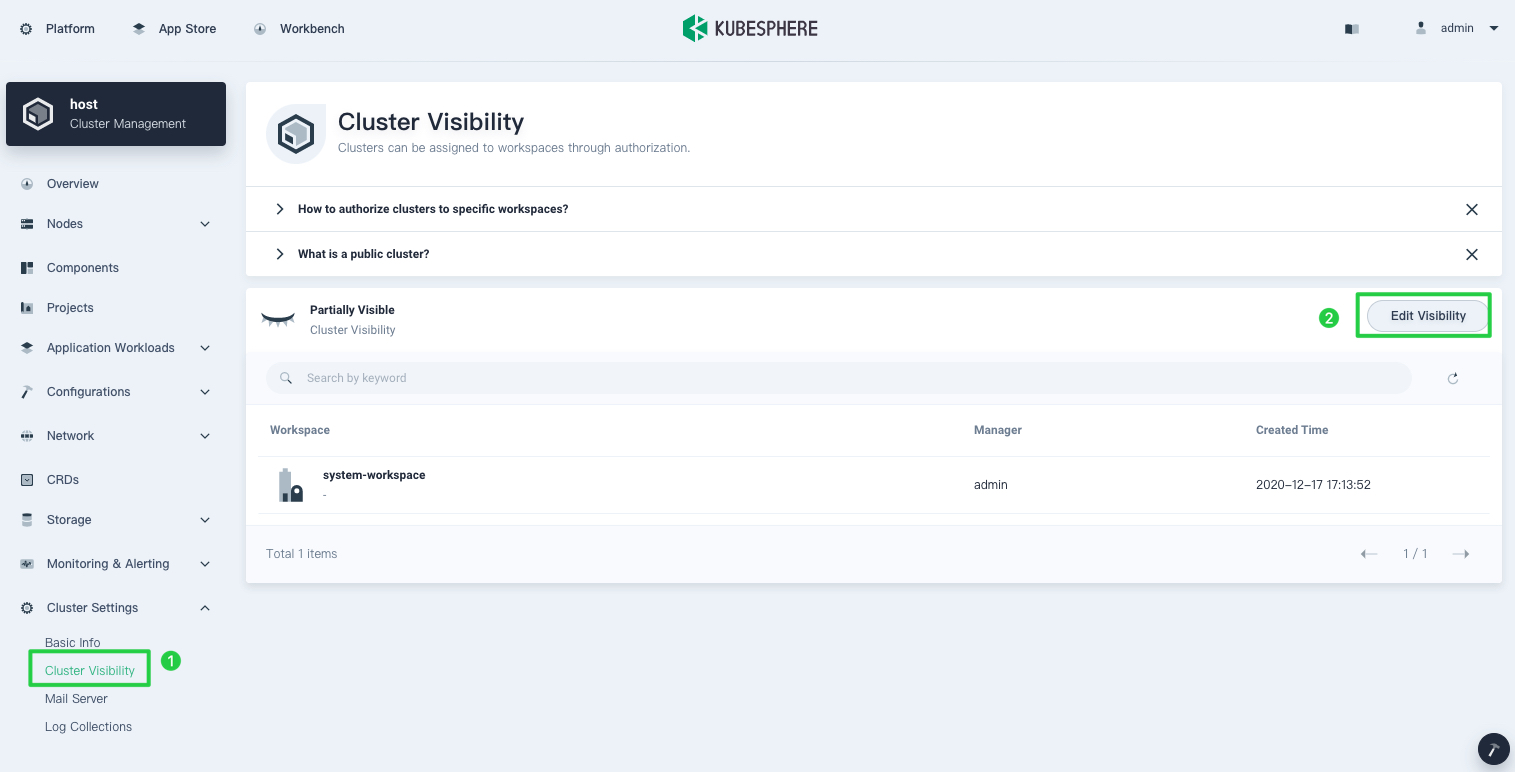 Platform
App Store
Workbench
KUBESPHERE
admin
host
Cluster Management
Overview
Nodes
Components
Projects
Application Workloads
Configurations
Network
CRDs
Storage
Monitoring & Alerting
Cluster Settings
Basic Info
Cluster Visibility
1
Mail Server
Log Collections
Cluster Visibility
Clusters can be assigned to workspaces through authorization.
How to authorize clusters to specific workspaces?
What is a public cluster?
Partially Visible
Cluster Visibility
2
Edit Visibility
Search by keyword
Workspace Manager Created Time
system-workspace
-
admin
2020-12-17 17:13:52
Total 1 items
1 / 1